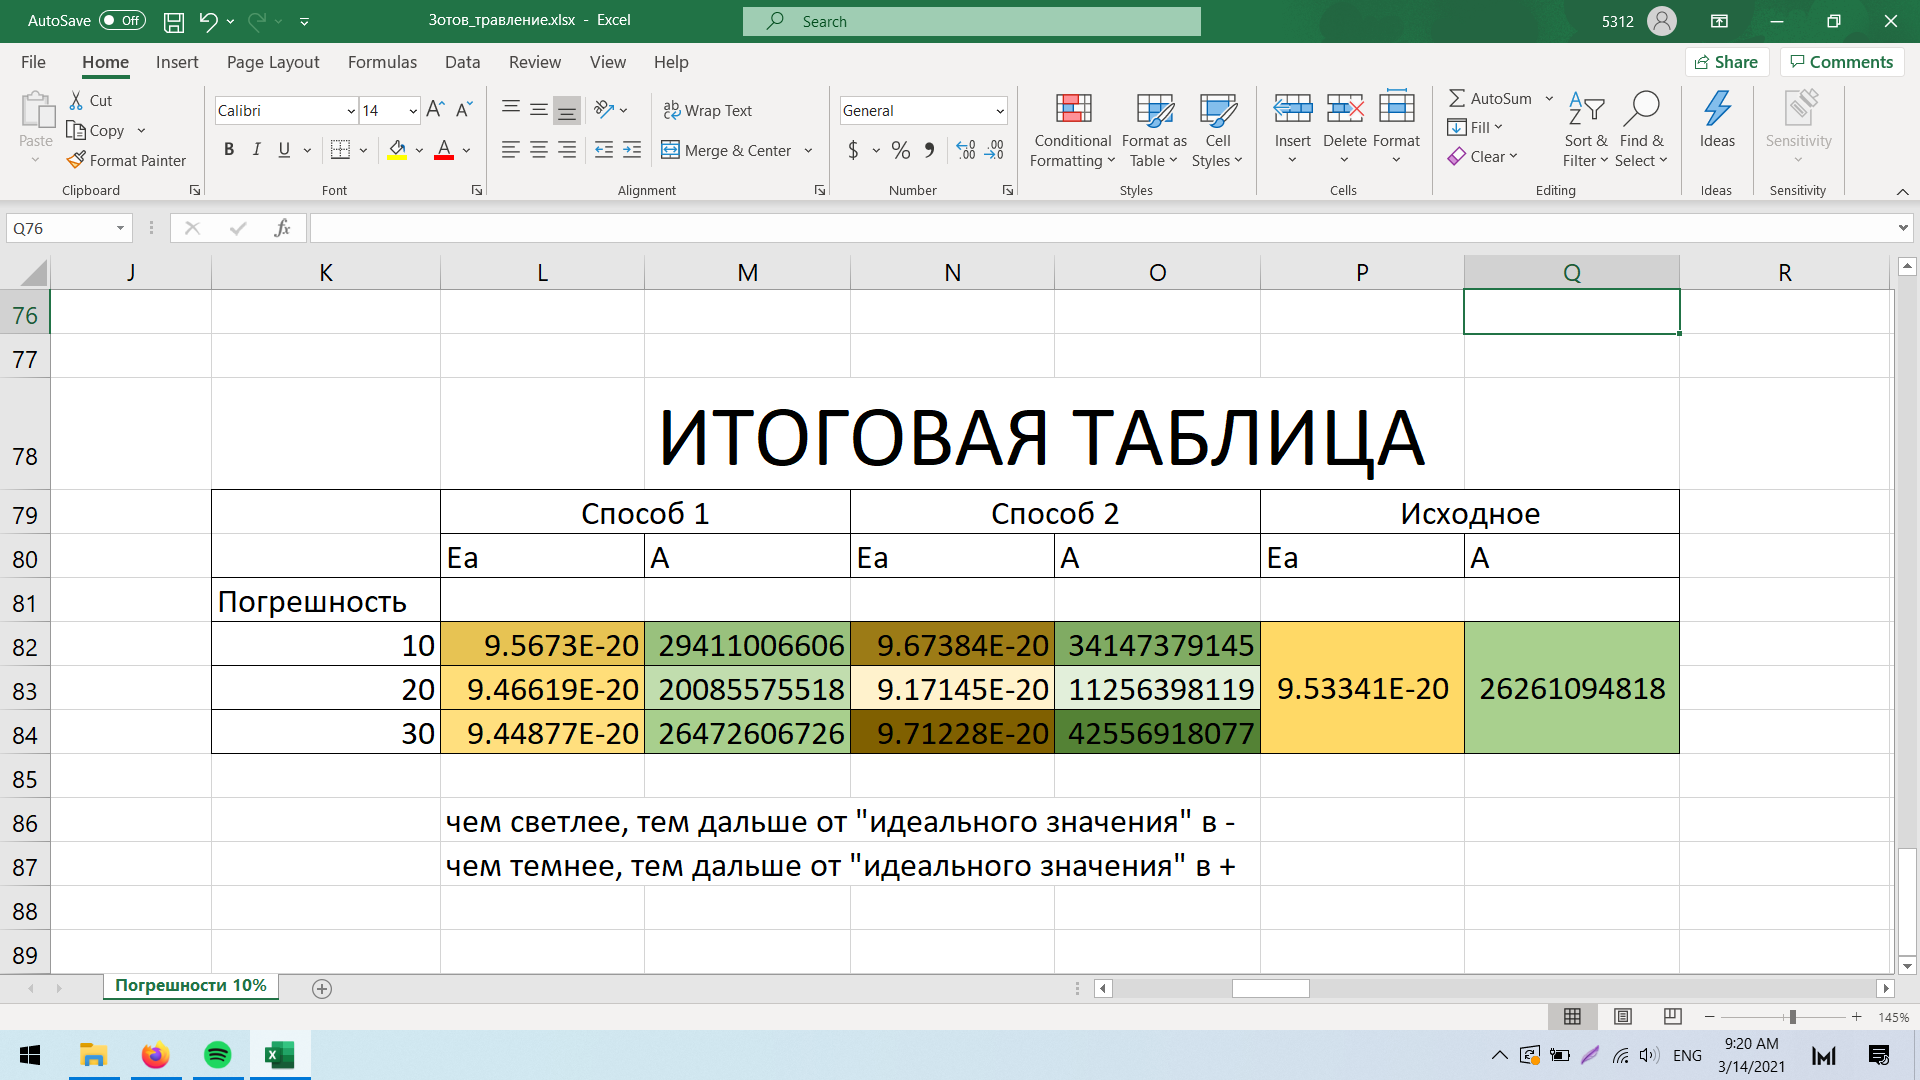 AutoSave Off Зотов_травление.xlsx - Excel Search 5312
File Home Insert Page Layout Formulas Data Review View Help Share Comments
Paste Cut Copy Format Painter Clipboard
Calibri 14 A A B I U A Font
ab Wrap Text Merge & Center Alignment
General $ % Number
Conditional Formatting Format as Table Cell Styles Styles
Insert Delete Format Cells
AutoSum Fill Clear Sort & Filter Find & Select Editing
Ideas Ideas
Sensitivity Sensitivity
Q76 fx
J K L M N O P Q R
76
77
78 ИТОГОВАЯ ТАБЛИЦА
79 Способ 1 Способ 2 Исходное
80 Ea A Ea A Ea A
81 Погрешность
82 10 9.5673E-20 29411006606 9.67384E-20 34147379145
83 20 9.46619E-20 20085575518 9.17145E-20 11256398119 9.53341E-20 26261094818
84 30 9.44877E-20 26472606726 9.71228E-20 42556918077
85
86 чем светлее, тем дальше от "идеального значения" в -
87 чем темнее, тем дальше от "идеального значения" в +
88
89
Погрешности 10%
145%
ENG 9:20 AM
3/14/2021